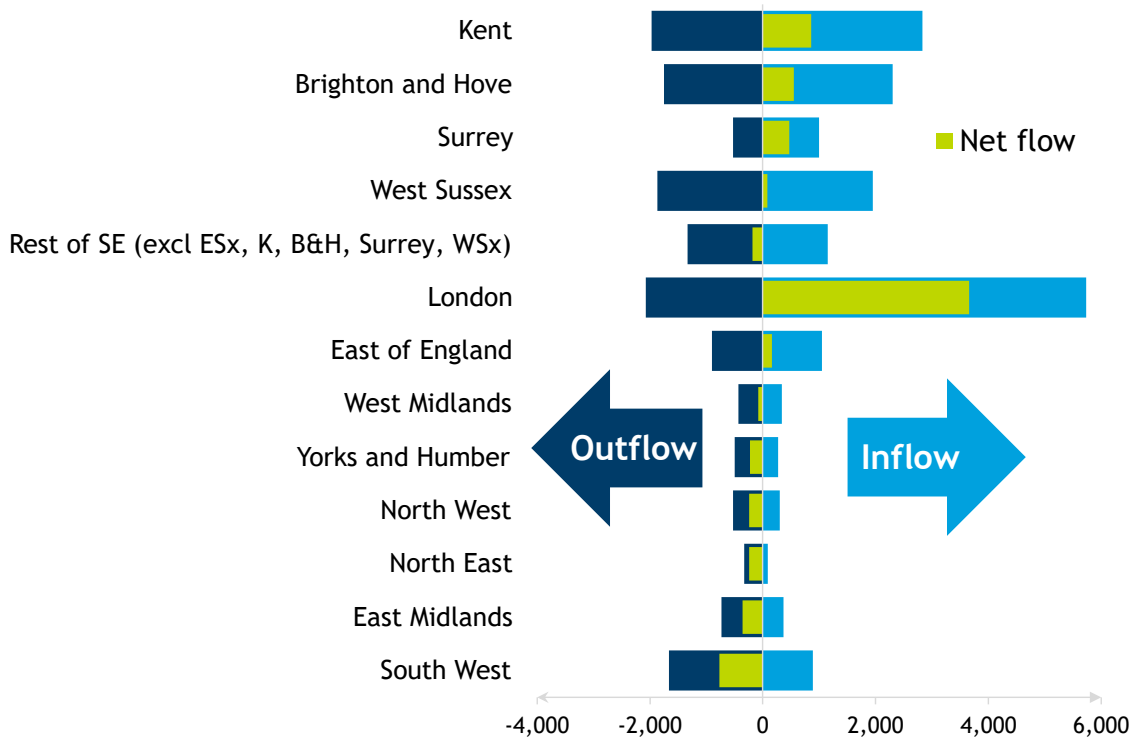 Kent
Brighton and Hove
Surrey
Net flow
West Sussex
Rest of SE (excl ESx, K, B&H, Surrey, WSx)
London
East of England
West Midlands
Outflow
Inflow
Yorks and Humber
North West
North East
East Midlands
South West
-4,000 -2,000 0 2,000 4,000 6,000